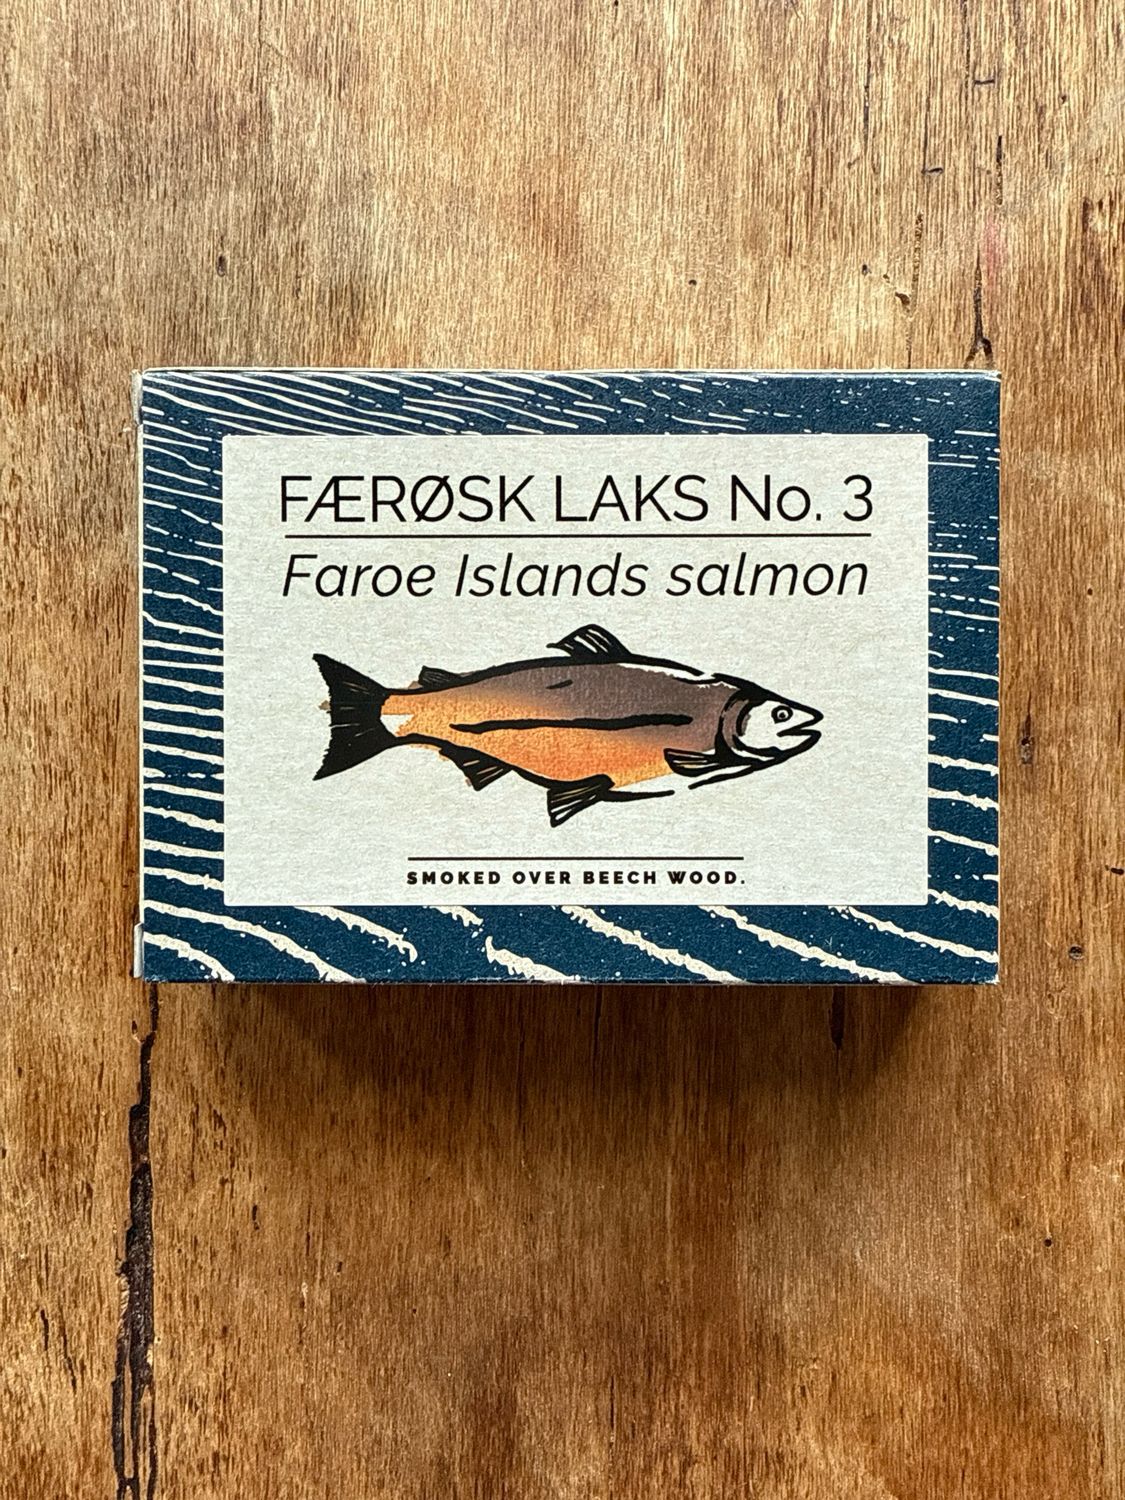 FÆRØSK LAKS No. 3
Faroe Islands salmon
SMOKED OVER BEECH WOOD.